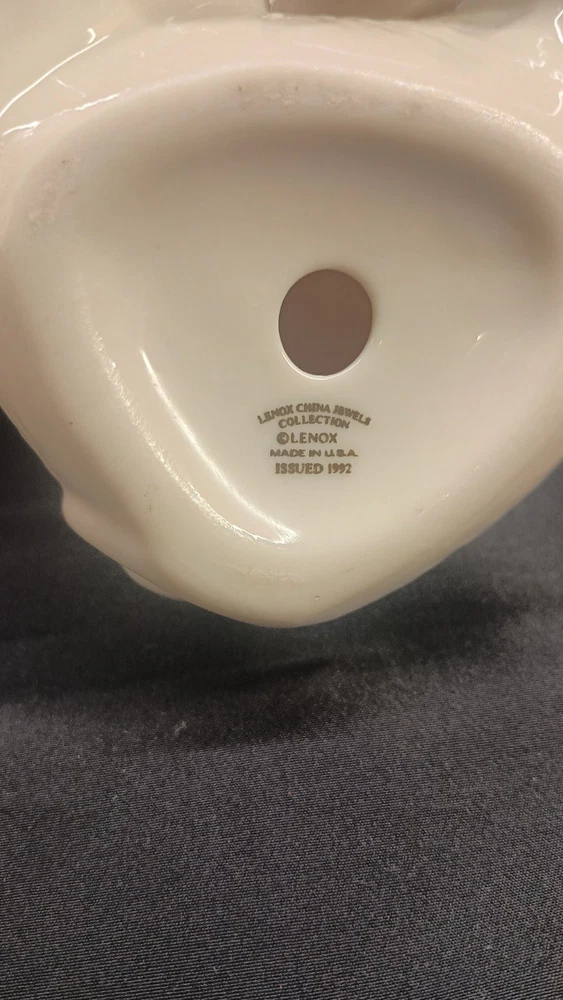 LENOX CHINA JEWELS
COLLECTION
©LENOX
MADE IN U.S.A.
ISSUED 1992